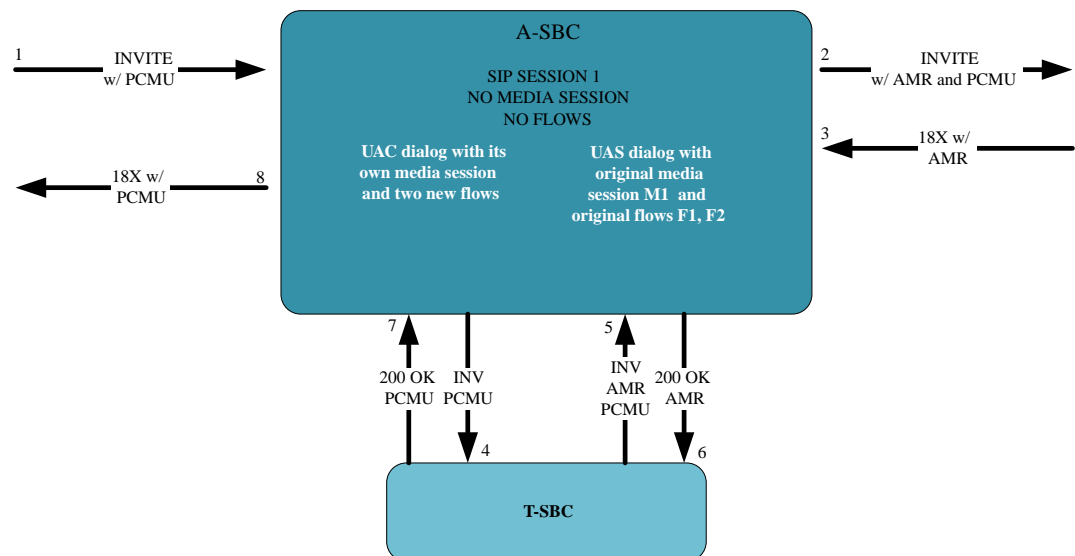 A-SBC
1
INVITE
w/ PCMU
SIP SESSION 1
NO MEDIA SESSION
NO FLOWS
2
INVITE
w/ AMR and PCMU
3
18X w/
AMR
UAC dialog with its
own media session
and two new flows
UAS dialog with
original media
session M1 and
original flows F1, F2
18X w/
PCMU
8
7
200 OK
PCMU
INV
PCMU
4
5
INV
AMR
PCMU
200 OK
AMR
6
T-SBC